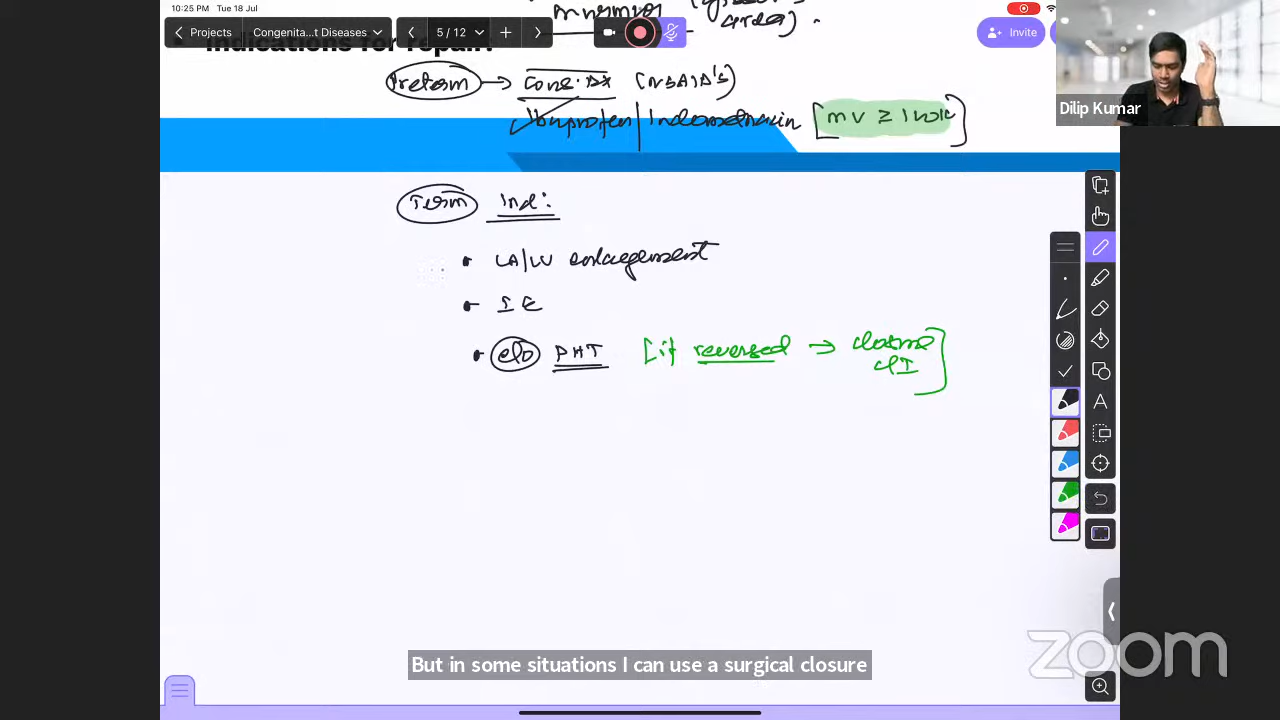 10:25 PM Tue 18 Jul
Projects Congenita...t Diseases 5 / 12 Invite
Indications for repair
Preterm → Cons. Rx (NSAID's)
Ibuprofen | Indomethacin [MV ≥ 1 week]
Term Ind:
• LA/LV enlargement
• IE
• e/o PHT [if reversed → closure
CI]
Dilip Kumar
But in some situations I can use a surgical closure
zoom